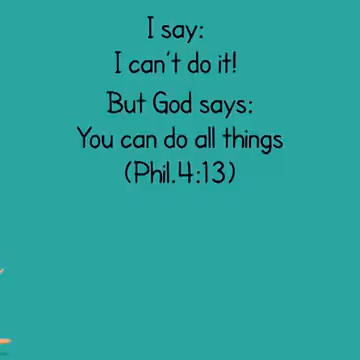 I say:
I can't do it!
But God says:
You can do all things
(Phil.4:13)